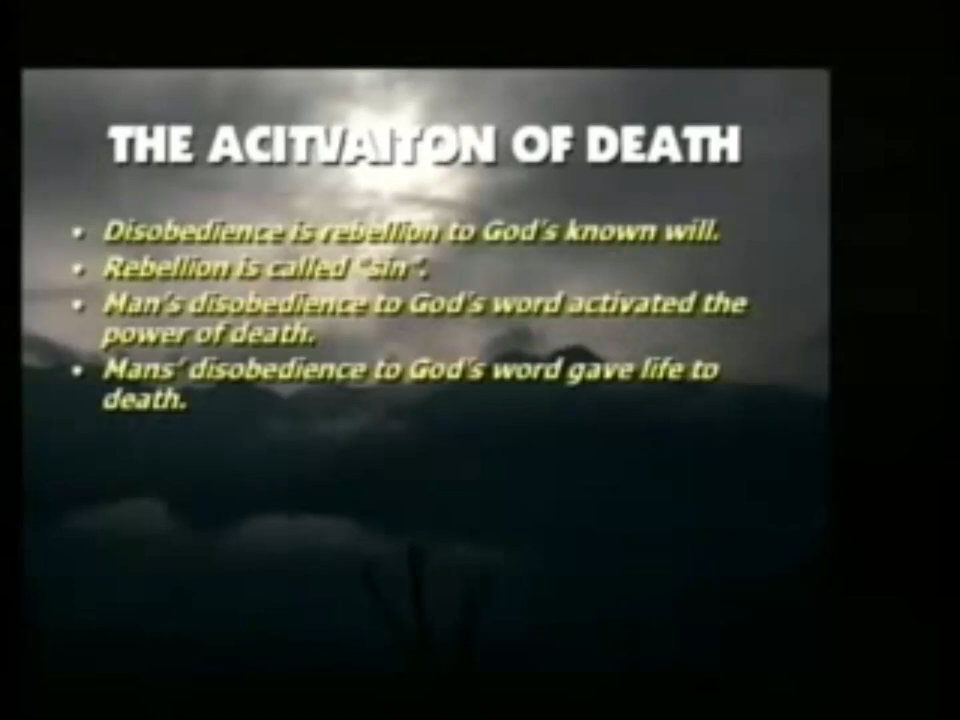 THE ACITVAITON OF DEATH
• Disobedience is rebellion to God's known will.
• Rebellion is called "sin".
• Man's disobedience to God's word activated the
power of death.
• Mans' disobedience to God's word gave life to
death.